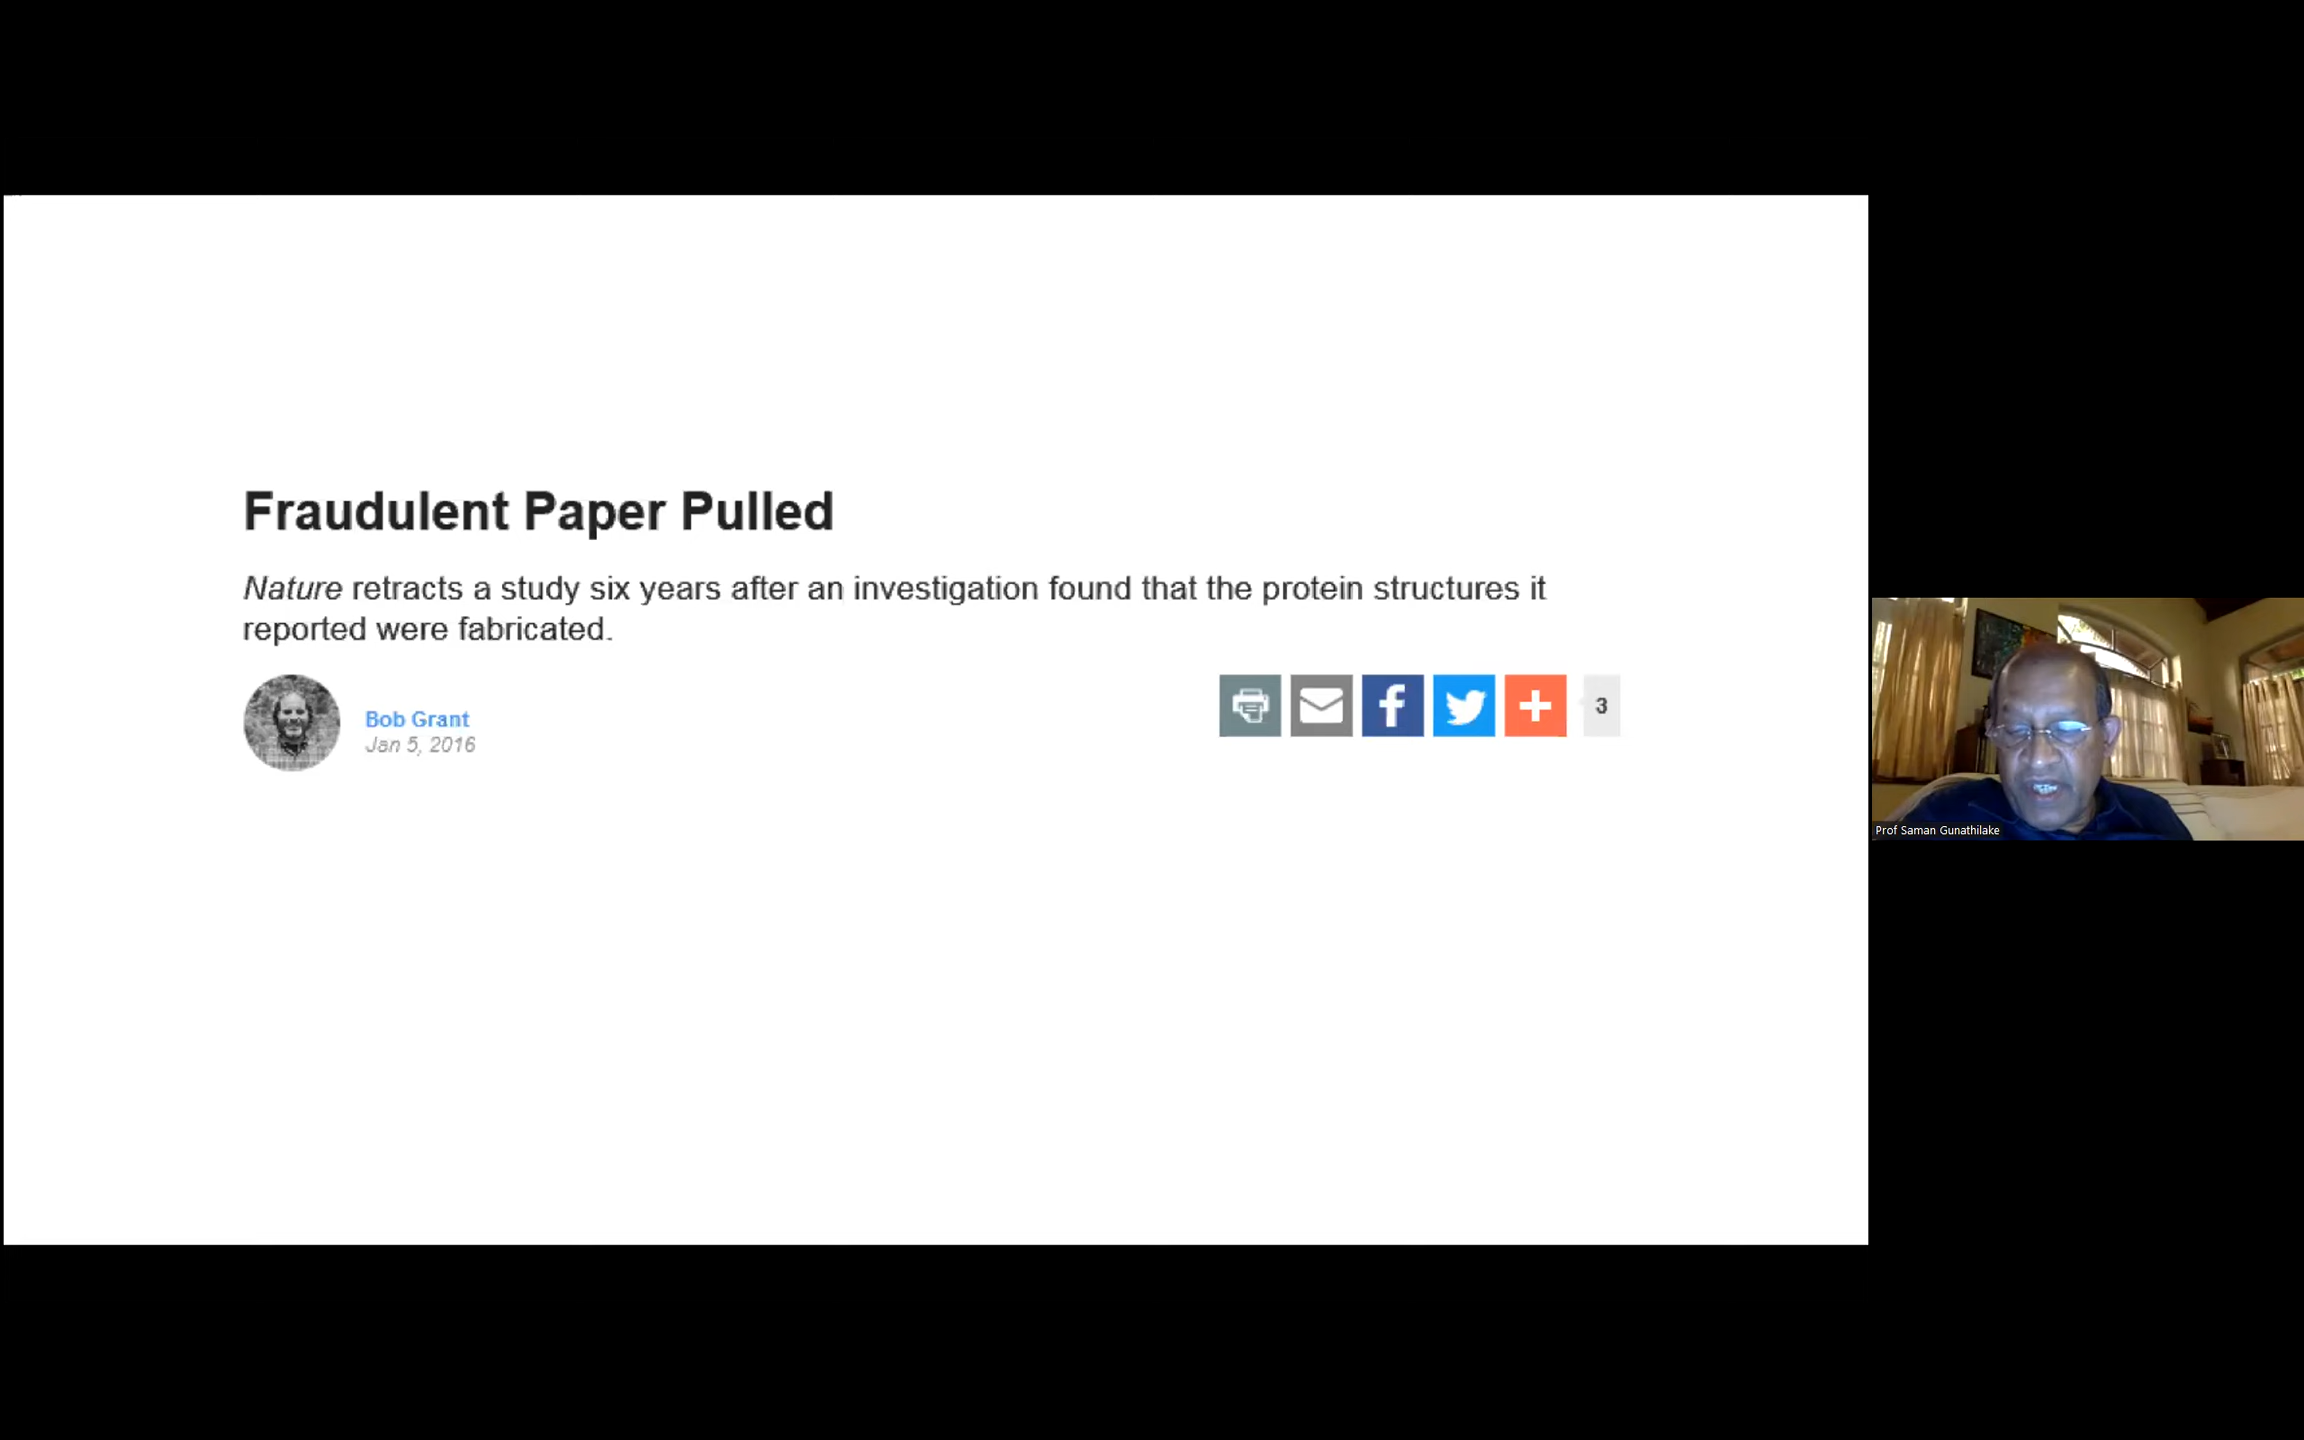 Fraudulent Paper Pulled
Nature retracts a study six years after an investigation found that the protein structures it
reported were fabricated.
Bob Grant
Jan 5, 2016
3
Prof Saman Gunathilake